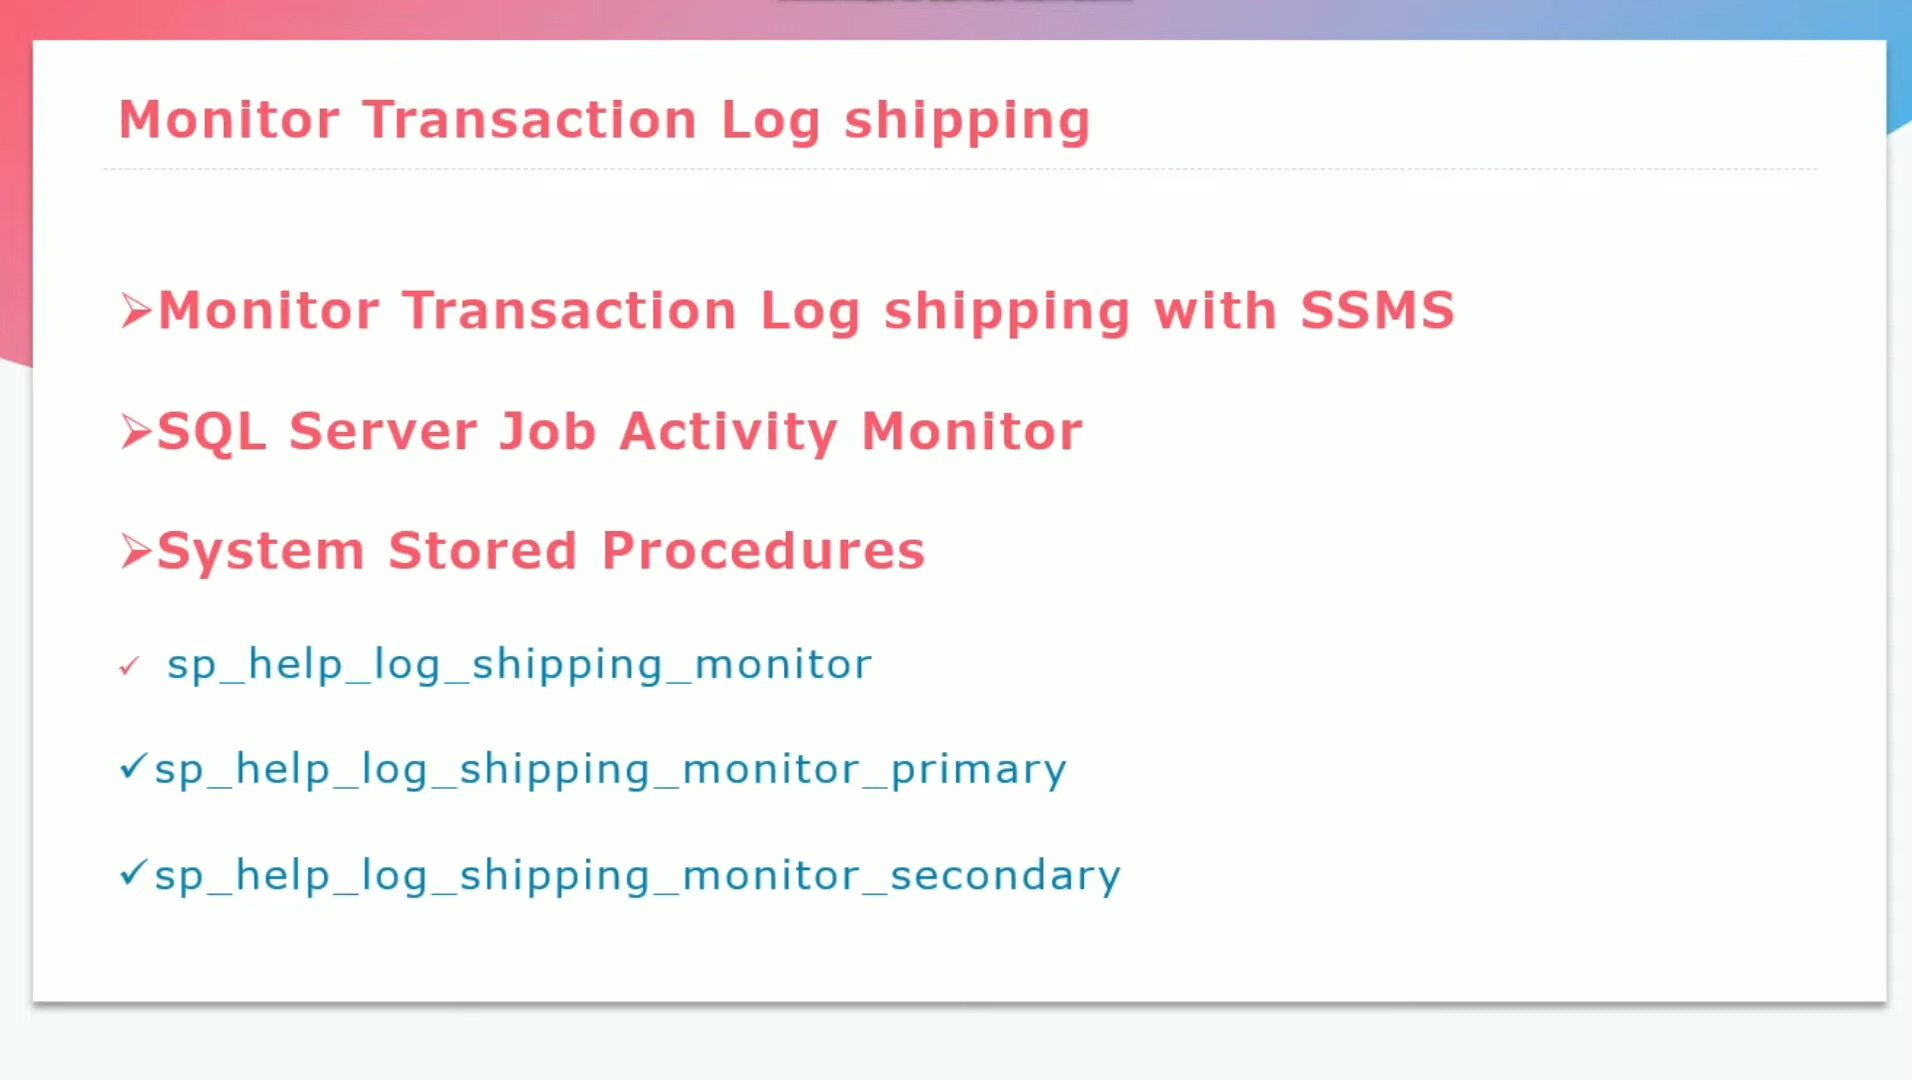 Monitor Transaction Log shipping
➢Monitor Transaction Log shipping with SSMS
➢SQL Server Job Activity Monitor
➢System Stored Procedures
✓ sp_help_log_shipping_monitor
✓sp_help_log_shipping_monitor_primary
✓sp_help_log_shipping_monitor_secondary